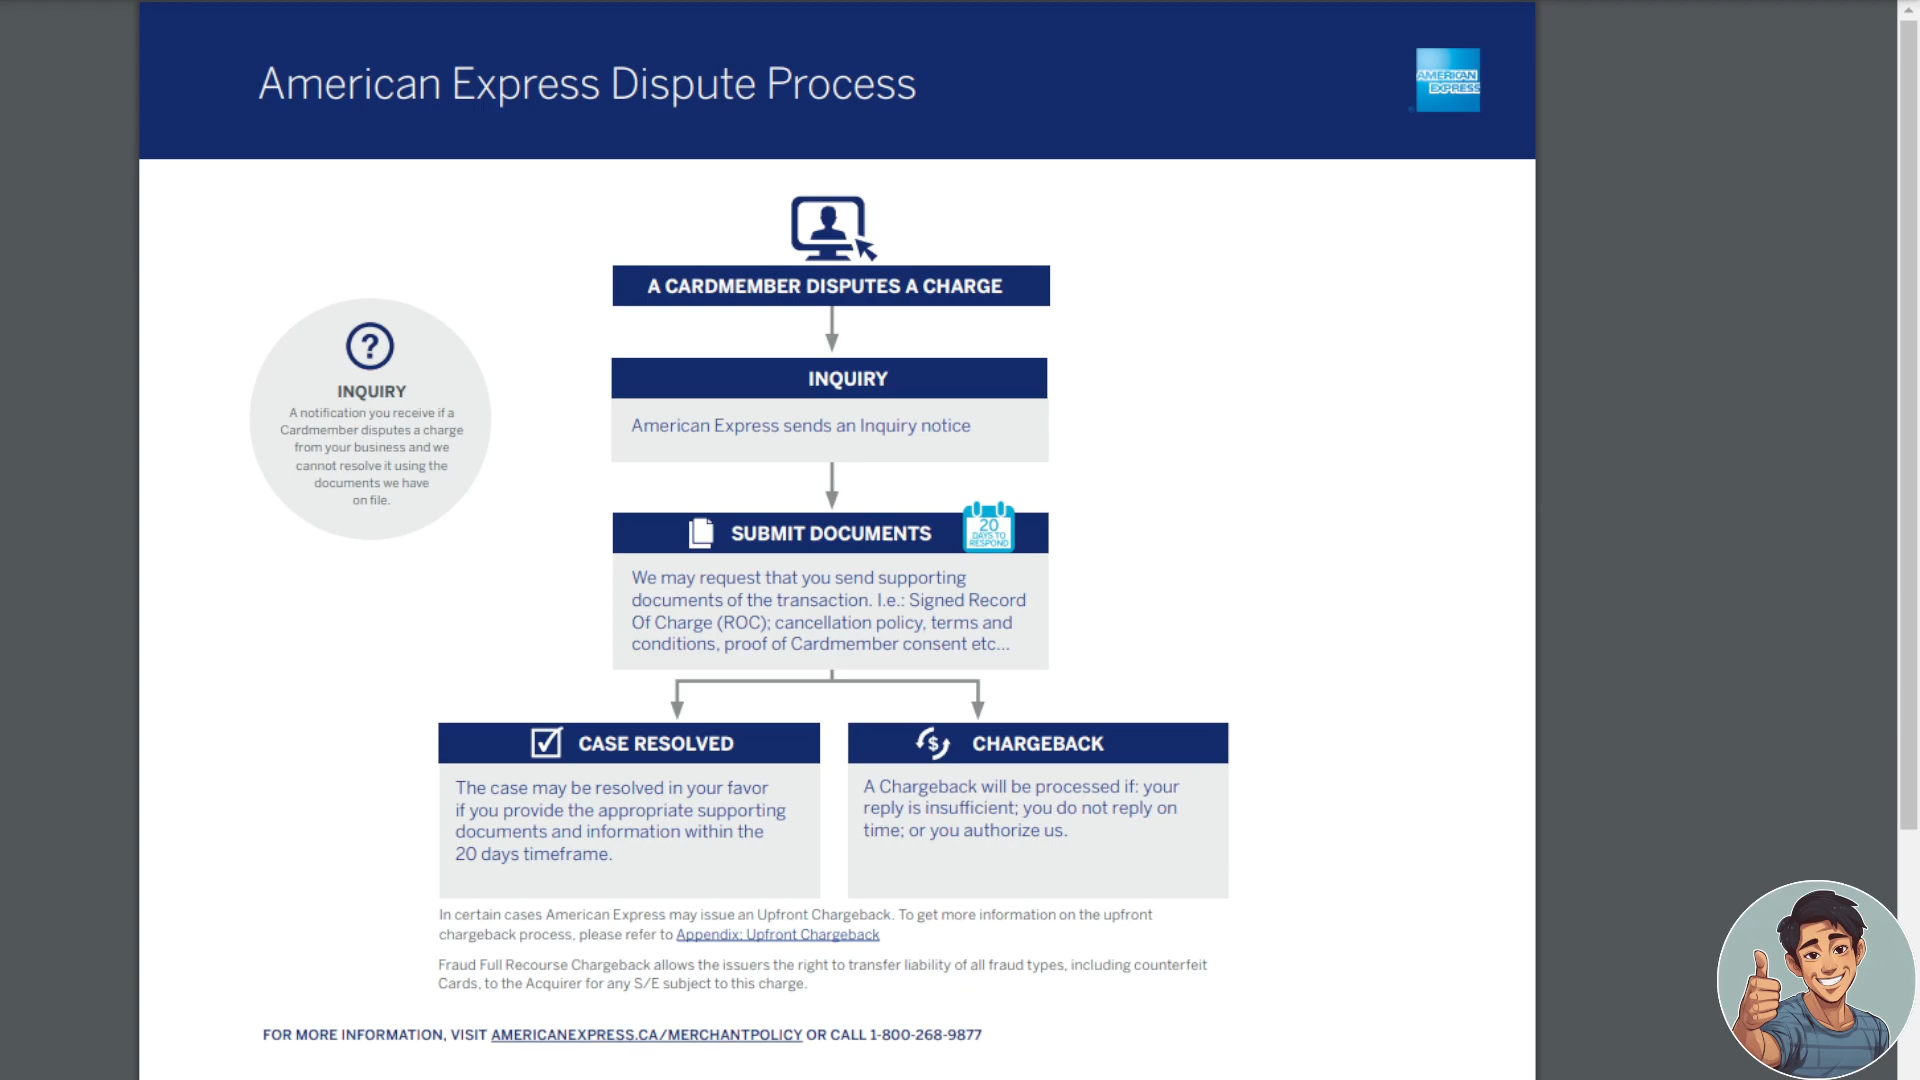 American Express Dispute Process
AMERICAN
EXPRESS
A CARDMEMBER DISPUTES A CHARGE
?
INQUIRY
A notification you receive if a
Cardmember disputes a charge
from your business and we
cannot resolve it using the
documents we have
on file.
INQUIRY
American Express sends an Inquiry notice
SUBMIT DOCUMENTS
20
DAYS TO
RESPOND
We may request that you send supporting
documents of the transaction. I.e.: Signed Record
Of Charge (ROC); cancellation policy, terms and
conditions, proof of Cardmember consent etc...
CASE RESOLVED
The case may be resolved in your favor
if you provide the appropriate supporting
documents and information within the
20 days timeframe.
$
CHARGEBACK
A Chargeback will be processed if: your
reply is insufficient; you do not reply on
time; or you authorize us.
In certain cases American Express may issue an Upfront Chargeback. To get more information on the upfront
chargeback process, please refer to Appendix: Upfront Chargeback
Fraud Full Recourse Chargeback allows the issuers the right to transfer liability of all fraud types, including counterfeit
Cards, to the Acquirer for any S/E subject to this charge.
FOR MORE INFORMATION, VISIT AMERICANEXPRESS.CA/MERCHANTPOLICY OR CALL 1-800-268-9877